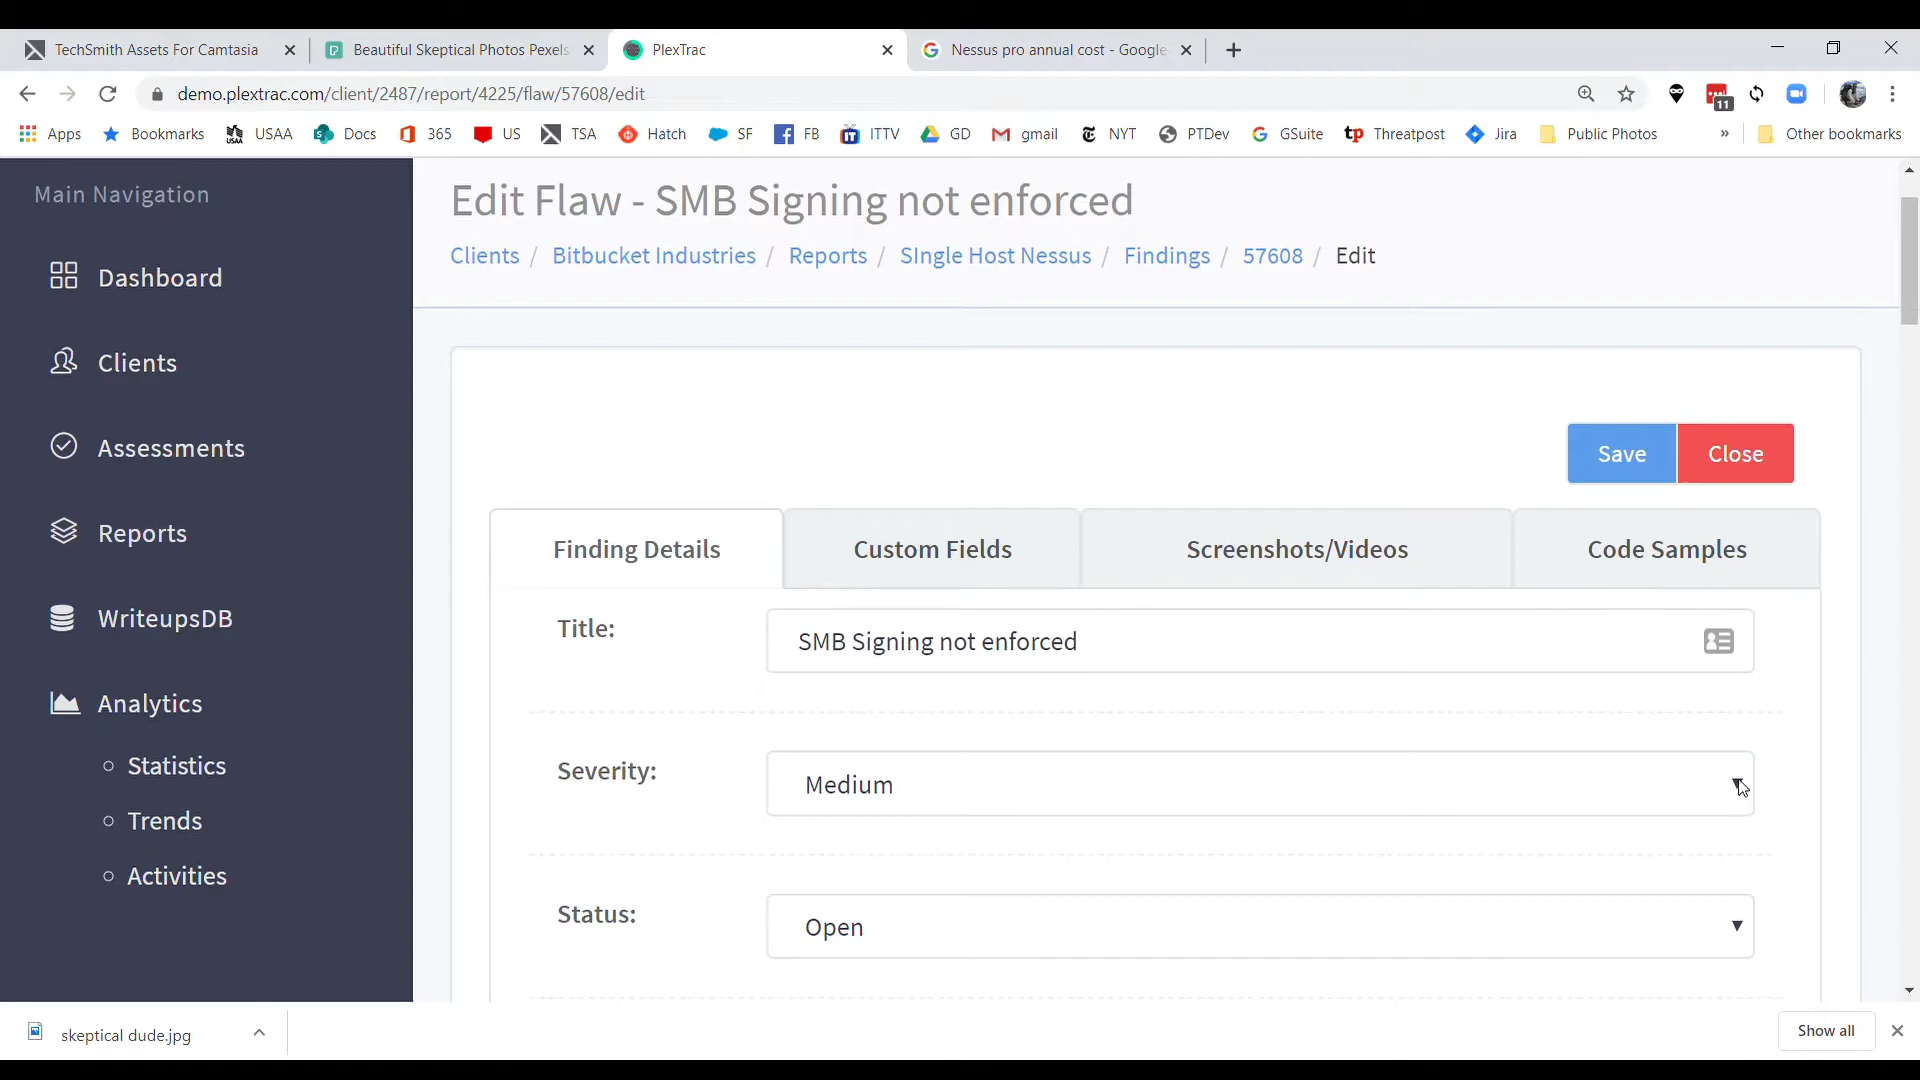 TechSmith Assets For Camtasia
Beautiful Skeptical Photos Pexels
PlexTrac
Nessus pro annual cost - Google
demo.plextrac.com/client/2487/report/4225/flaw/57608/edit
11
Apps Bookmarks USAA Docs 365 US TSA Hatch SF FB ITTV GD gmail NYT PTDev GSuite tp Threatpost Jira Public Photos » Other bookmarks
Main Navigation
Dashboard
Clients
Assessments
Reports
WriteupsDB
Analytics
Statistics
Trends
Activities
Edit Flaw - SMB Signing not enforced
Clients / Bitbucket Industries / Reports / SIngle Host Nessus / Findings / 57608 / Edit
Save Close
Finding Details Custom Fields Screenshots/Videos Code Samples
Title: SMB Signing not enforced
Severity: Medium
Status: Open
skeptical dude.jpg
Show all